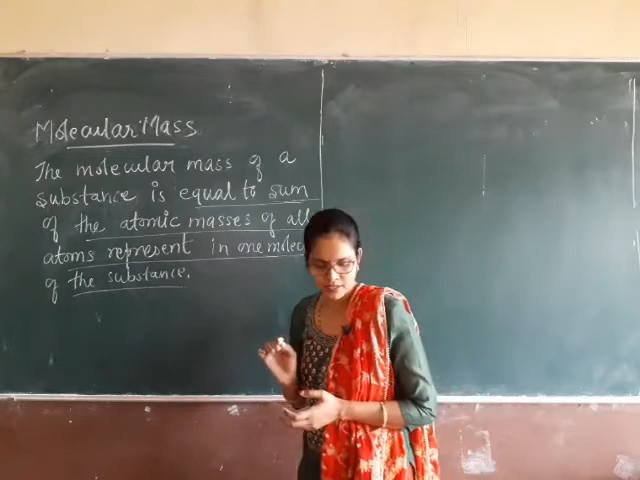 Molecular Mass
The molecular mass of a
substance is equal to sum
of the atomic masses of all
atoms represent in one molec
of the substance.